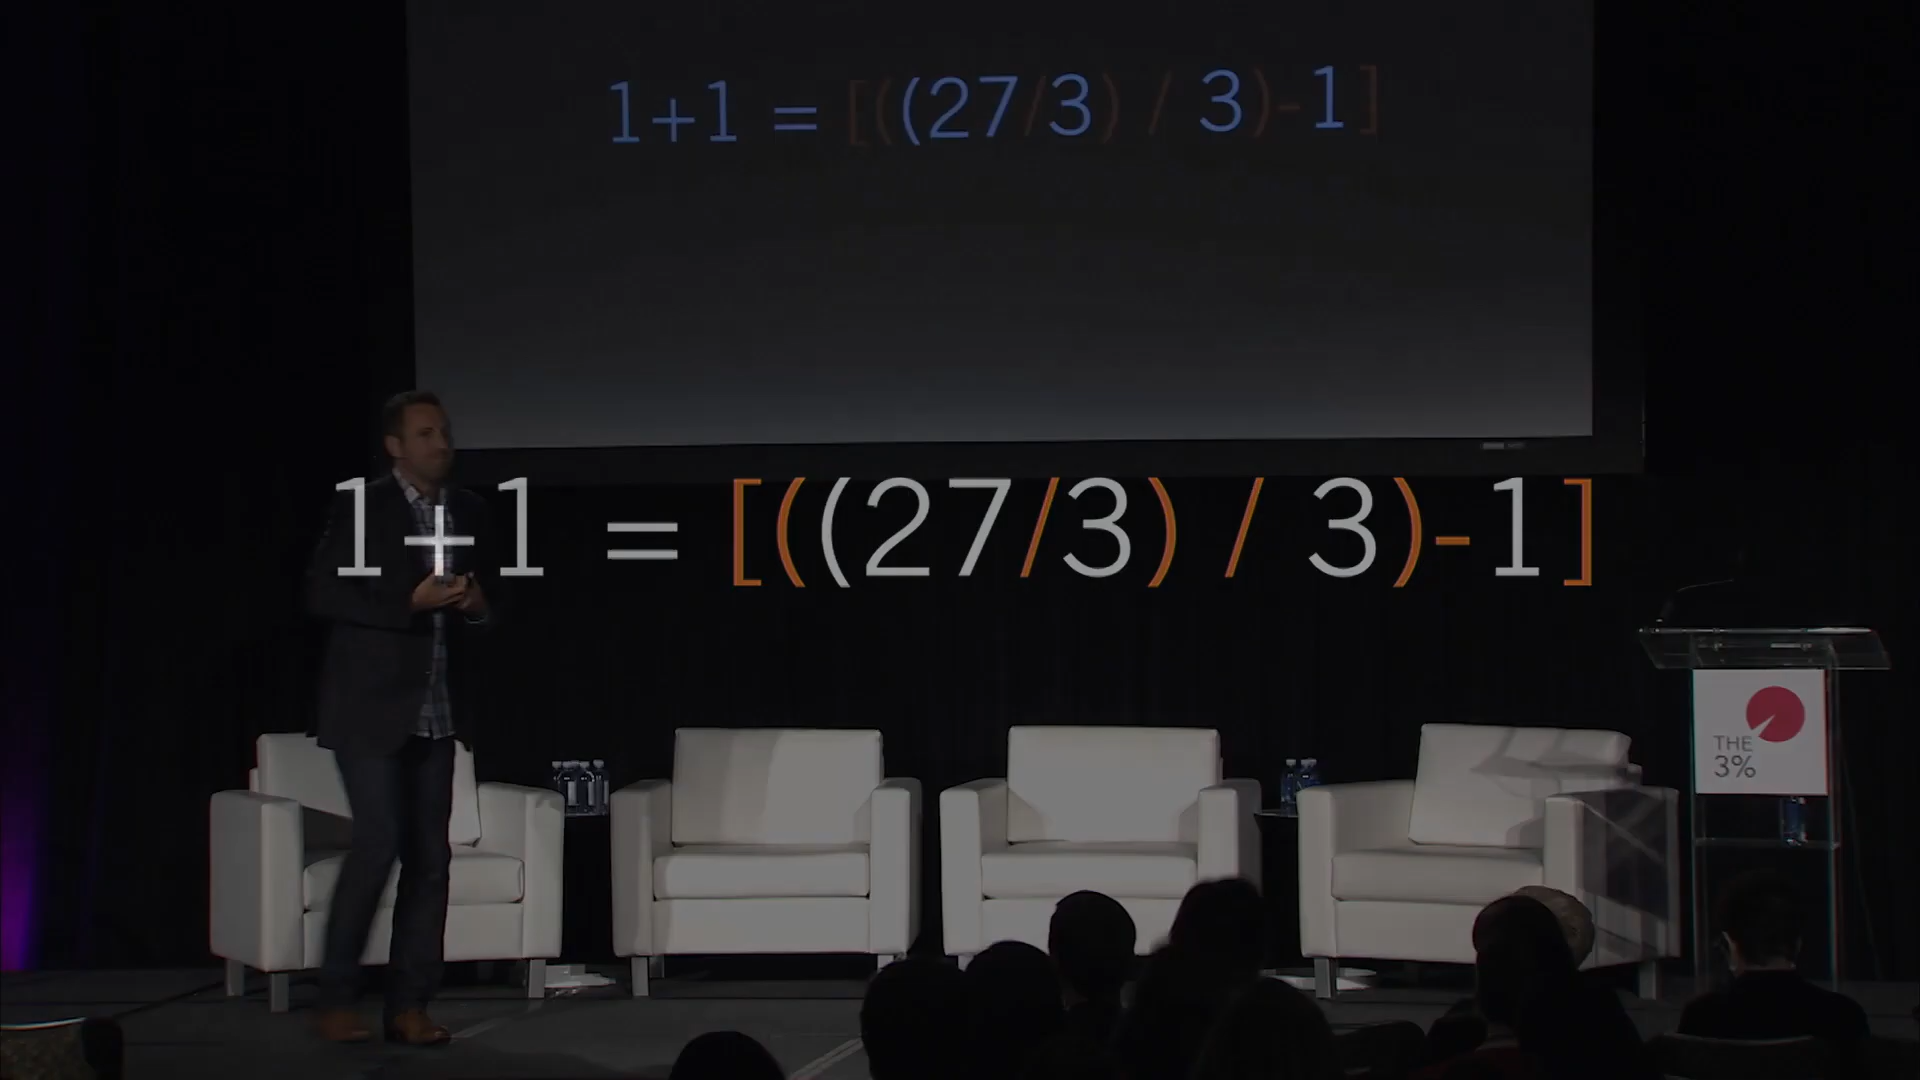 1+1 = [((27/3) / 3)-1]
1+1 = [((27/3) / 3)-1]
THE
3%